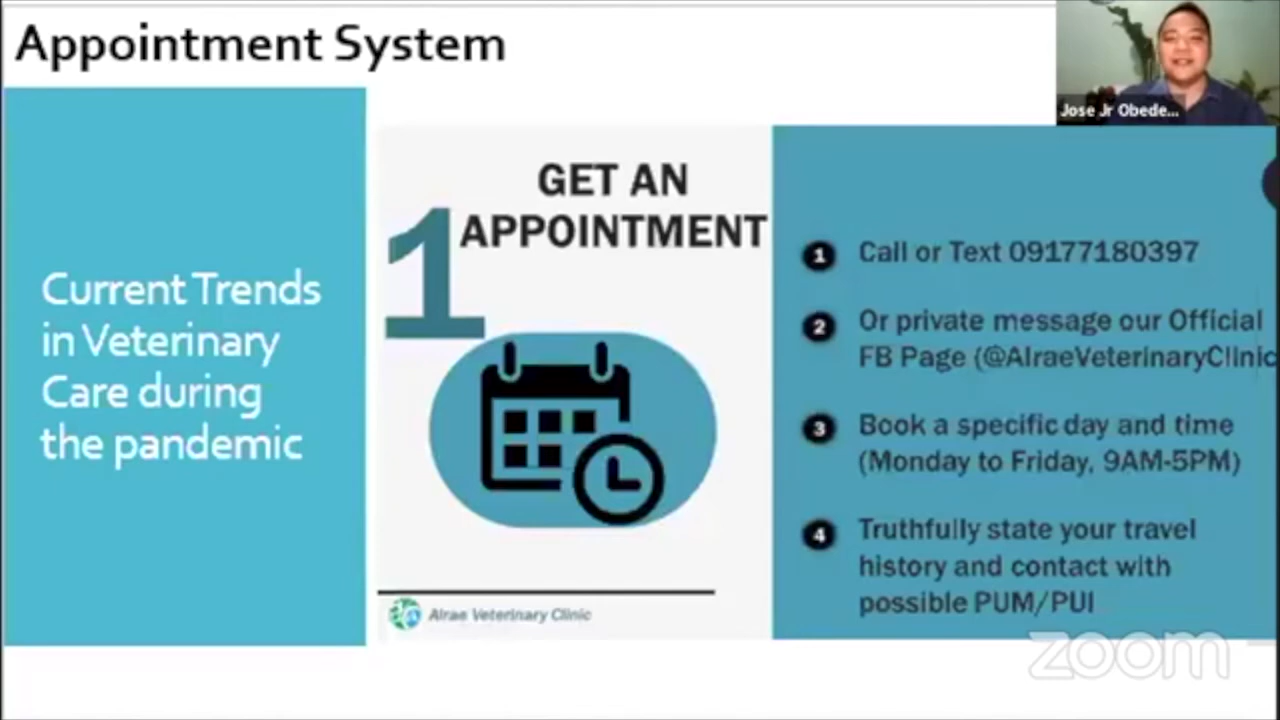 Appointment System
Jose Jr Obede...
Current Trends
in Veterinary
Care during
the pandemic
1
GET AN
APPOINTMENT
Alrae Veterinary Clinic
1 Call or Text 09177180397
2 Or private message our Official
FB Page (@AlraeVeterinaryClinic
3 Book a specific day and time
(Monday to Friday, 9AM-5PM)
4 Truthfully state your travel
history and contact with
possible PUM/PUI
zoom